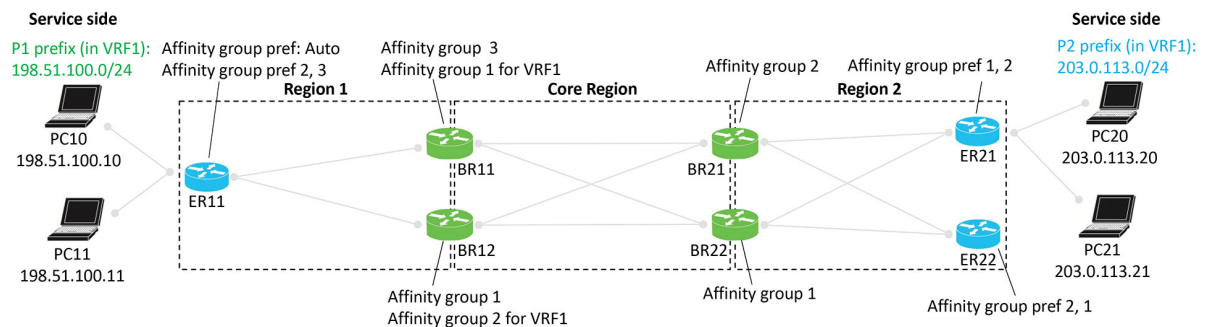 Service side
P1 prefix (in VRF1):
198.51.100.0/24
Affinity group pref: Auto
Affinity group pref 2, 3
Affinity group 3
Affinity group 1 for VRF1
Affinity group 2
Affinity group pref 1, 2
Service side
P2 prefix (in VRF1):
203.0.113.0/24
Region 1
Core Region
Region 2
PC10
198.51.100.10
ER11
BR11
BR21
ER21
PC20
203.0.113.20
PC11
198.51.100.11
BR12
BR22
ER22
PC21
203.0.113.21
Affinity group 1
Affinity group 2 for VRF1
Affinity group 1
Affinity group pref 2, 1